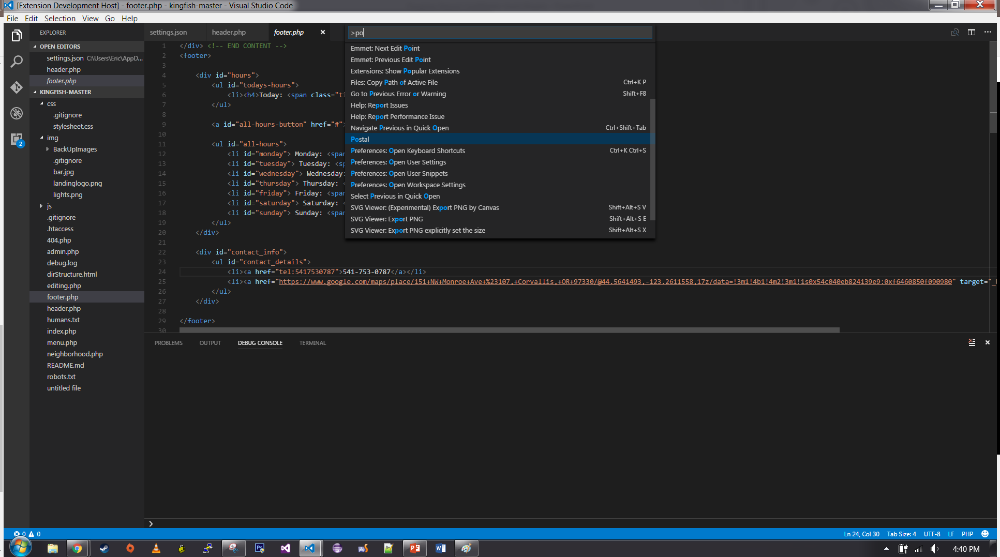 [Extension Development Host] - footer.php - kingfish-master - Visual Studio Code
File Edit Selection View Go Help
EXPLORER
OPEN EDITORS
settings.json C:\Users\Eric\AppD...
header.php
footer.php
KINGFISH-MASTER
css
.gitignore
stylesheet.css
img
BackUpImages
.gitignore
bar.jpg
landinglogo.png
lights.png
js
.gitignore
.htaccess
404.php
admin.php
debug.log
dirStructure.html
editing.php
footer.php
header.php
humans.txt
index.php
menu.php
neighborhood.php
README.md
robots.txt
untitled file
2
settings.json header.php footer.php
>po
Emmet: Next Edit Point
Emmet: Previous Edit Point
Extensions: Show Popular Extensions
Files: Copy Path of Active File Ctrl+K P
Go to Previous Error or Warning Shift+F8
Help: Report Issues
Help: Report Performance Issue
Navigate Previous in Quick Open Ctrl+Shift+Tab
Postal
Preferences: Open Keyboard Shortcuts Ctrl+K Ctrl+S
Preferences: Open User Settings
Preferences: Open User Snippets
Preferences: Open Workspace Settings
Select Previous in Quick Open
SVG Viewer: (Experimental) Export PNG by Canvas Shift+Alt+S V
SVG Viewer: Export PNG Shift+Alt+S E
SVG Viewer: Export PNG explicitly set the size Shift+Alt+S X
1 </div> <!-- END CONTENT -->
2 <footer>
3
4 <div id="hours">
5 <ul id="todays-hours">
6 <li><h4>Today: <span class="ti
7 </ul>
8
9 <a id="all-hours-button" href="#">
10
11 <ul id="all-hours">
12 <li id="monday"> Monday: <span
13 <li id="tuesday"> Tuesday: <sp
14 <li id="wednesday"> Wednesday:
15 <li id="thursday"> Thursday: <
16 <li id="friday"> Friday: <span
17 <li id="saturday"> Saturday: <
18 <li id="sunday"> Sunday: <span
19 </ul>
20 </div>
21
22 <div id="contact_info">
23 <ul id="contact_details">
24 <li><a href="tel:5417530787">541-753-0787</a></li>
25 <li><a href="https://www.google.com/maps/place/151+NW+Monroe+Ave+%23107,+Corvallis,+OR+97330/@44.5641493,-123.2611558,17z/data=!3m1!4b1!4m2!3m1!1s0x54c040eb824139e9:0xf6460850f090980" target="_
26 </ul>
27 </div>
28
29 </footer>
30
PROBLEMS OUTPUT DEBUG CONSOLE TERMINAL
0 0 Ln 24, Col 30 Tab Size: 4 UTF-8 LF PHP
4:40 PM